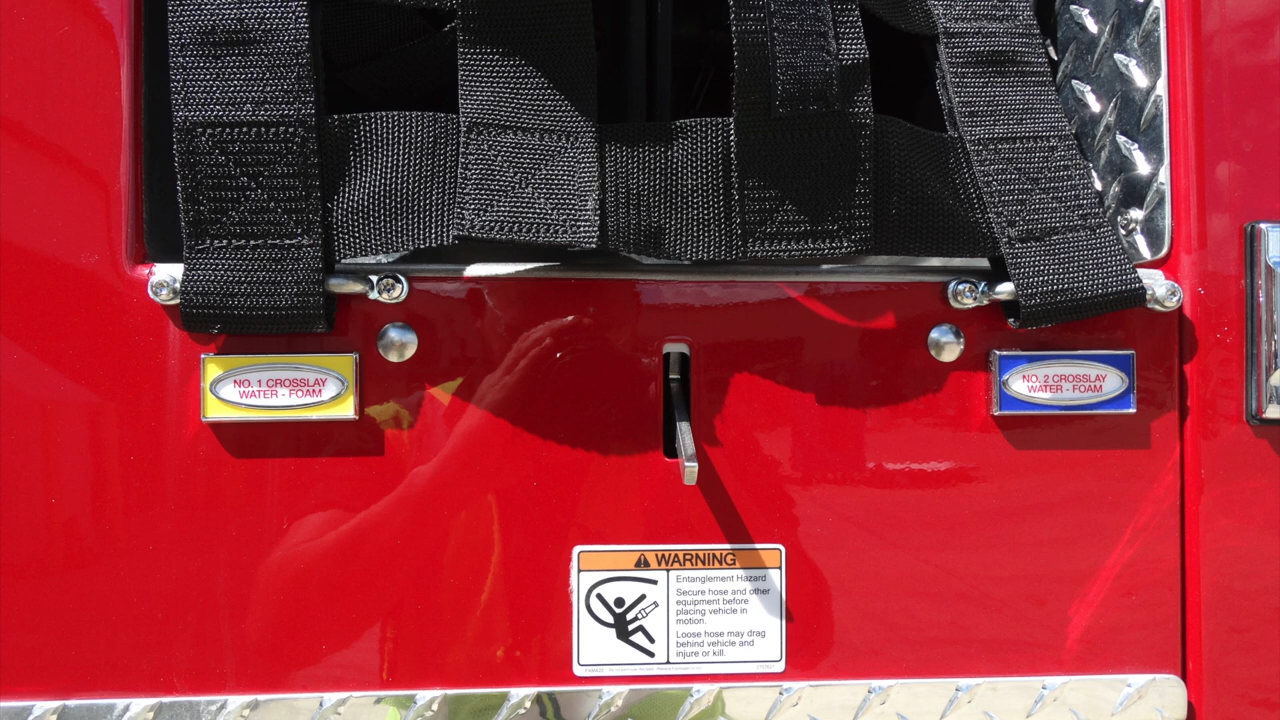 NO. 1 CROSSLAY
WATER - FOAM
NO. 2 CROSSLAY
WATER - FOAM
WARNING
Entanglement Hazard
Secure hose and other
equipment before
placing vehicle in
motion.
Loose hose may drag
behind vehicle and
injure or kill.